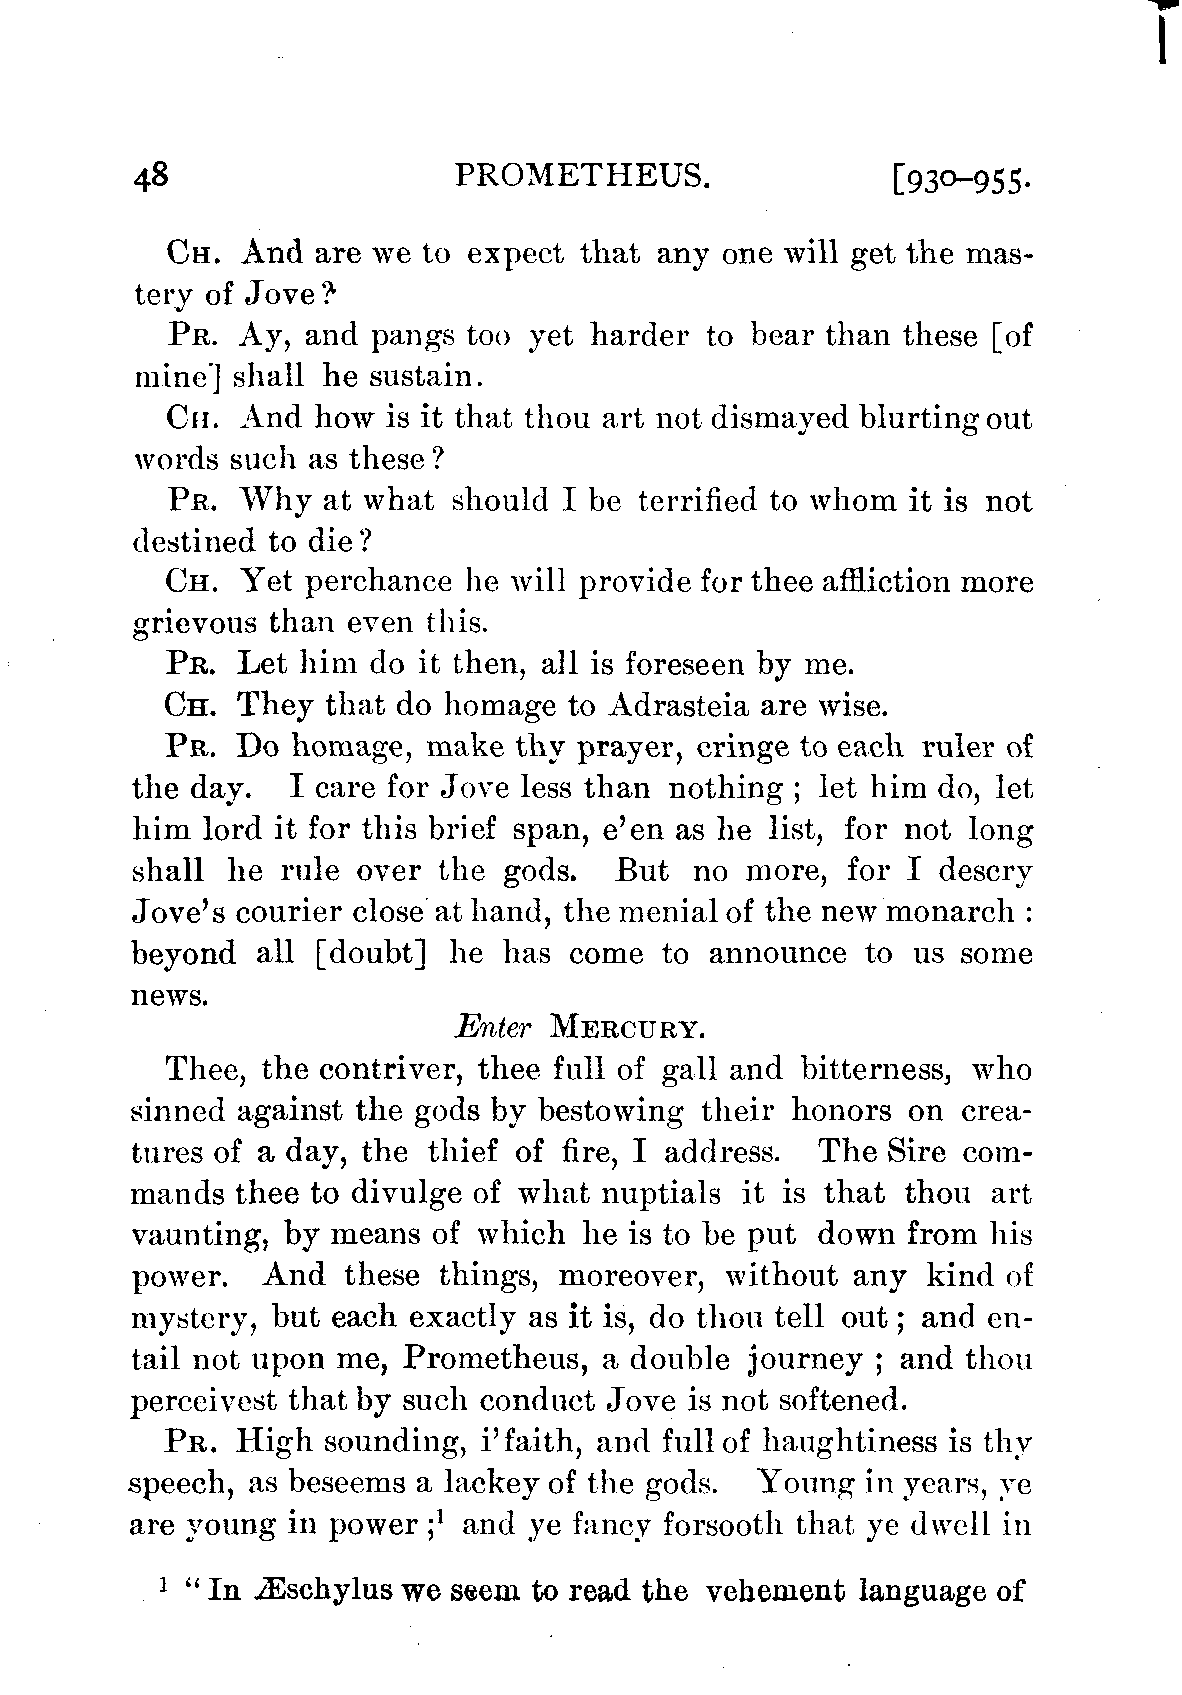 48 PROMETHEUS. [930–955.
CH. And are we to expect that any one will get the mas-
tery of Jove?
PR. Ay, and pangs too yet harder to bear than these [of
mine] shall he sustain.
CH. And how is it that thou art not dismayed blurting out
words such as these?
PR. Why at what should I be terrified to whom it is not
destined to die?
CH. Yet perchance he will provide for thee affliction more
grievous than even this.
PR. Let him do it then, all is foreseen by me.
CH. They that do homage to Adrasteia are wise.
PR. Do homage, make thy prayer, cringe to each ruler of
the day. I care for Jove less than nothing; let him do, let
him lord it for this brief span, e'en as he list, for not long
shall he rule over the gods. But no more, for I descry
Jove's courier close at hand, the menial of the new monarch:
beyond all [doubt] he has come to announce to us some
news.
Enter MERCURY.
Thee, the contriver, thee full of gall and bitterness, who
sinned against the gods by bestowing their honors on crea-
tures of a day, the thief of fire, I address. The Sire com-
mands thee to divulge of what nuptials it is that thou art
vaunting, by means of which he is to be put down from his
power. And these things, moreover, without any kind of
mystery, but each exactly as it is, do thou tell out; and en-
tail not upon me, Prometheus, a double journey; and thou
perceivest that by such conduct Jove is not softened.
PR. High sounding, i'faith, and full of haughtiness is thy
speech, as beseems a lackey of the gods. Young in years, ye
are young in power;¹ and ye fancy forsooth that ye dwell in
¹ "In Æschylus we seem to read the vehement language of